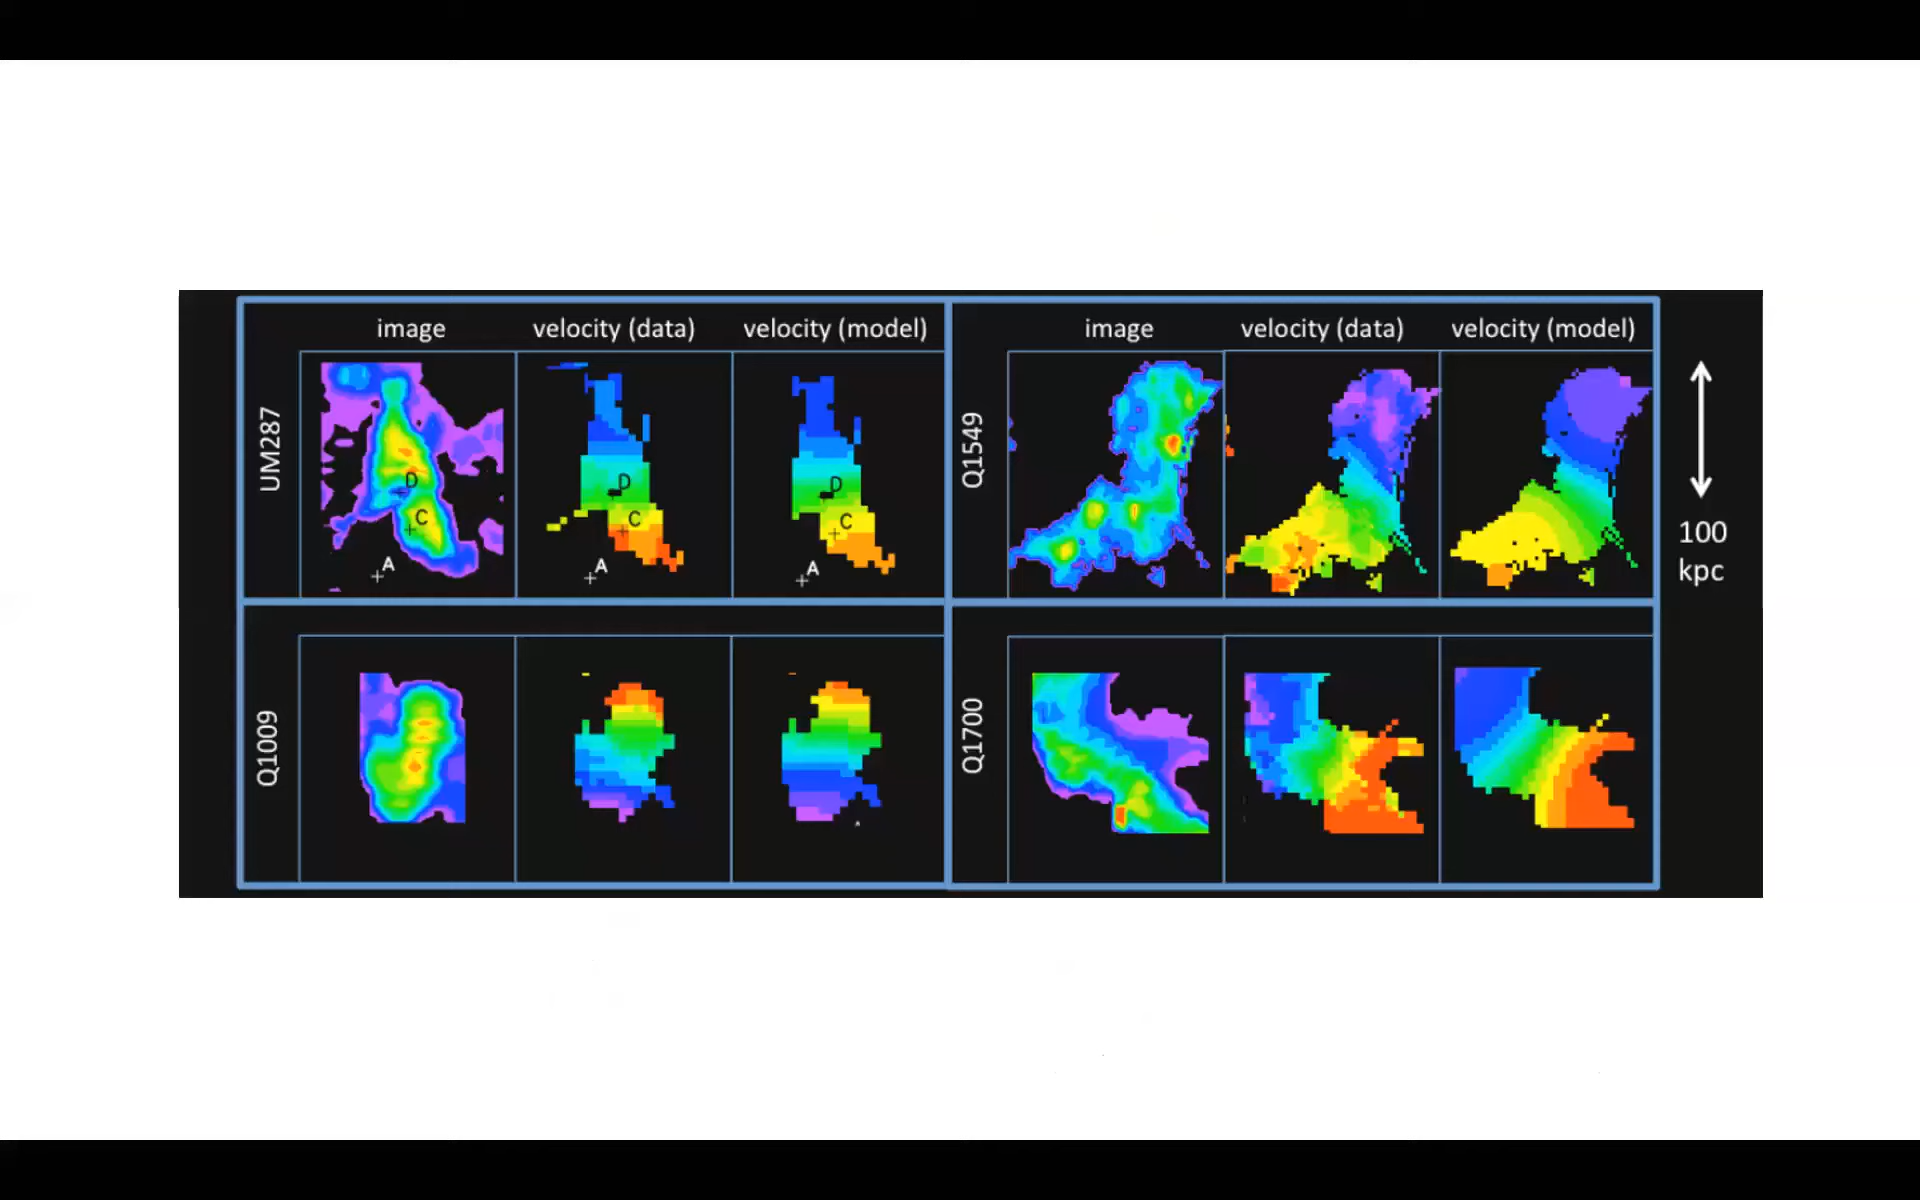 image velocity (data) velocity (model) image velocity (data) velocity (model)
UM287
D
C
A
D
C
A
D
C
A
Q1549
100
kpc
Q1009
Q1700